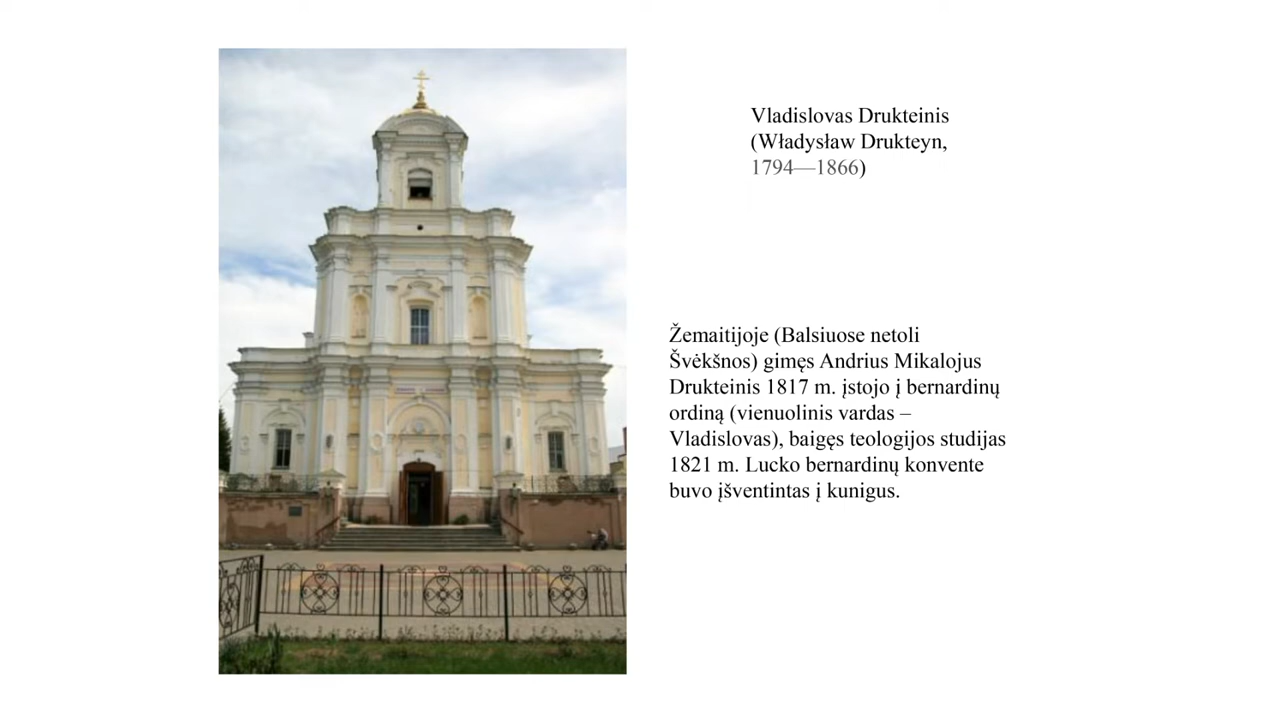 Vladislovas Drukteinis
(Władysław Drukteyn,
1794—1866)
Žemaitijoje (Balsiuose netoli
Švėkšnos) gimęs Andrius Mikalojus
Drukteinis 1817 m. įstojo į bernardinų
ordiną (vienuolinis vardas –
Vladislovas), baigęs teologijos studijas
1821 m. Lucko bernardinų konvente
buvo įšventintas į kunigus.